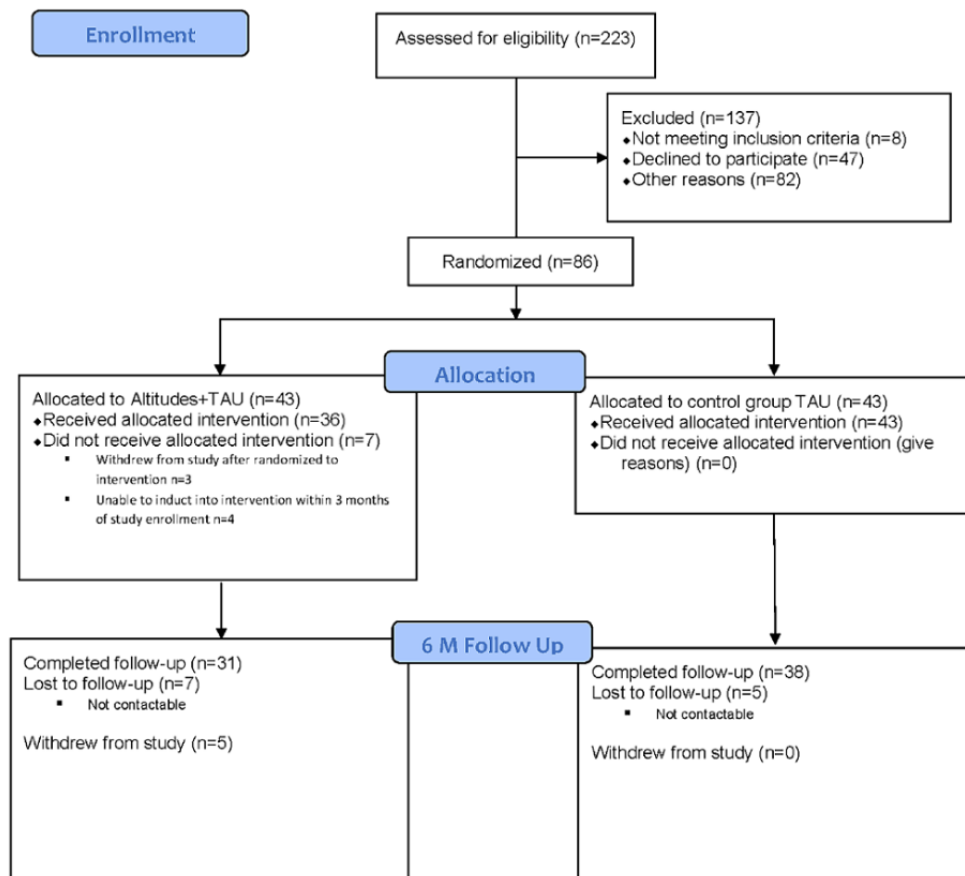 Enrollment
Assessed for eligibility (n=223)
Excluded (n=137)
◆Not meeting inclusion criteria (n=8)
◆Declined to participate (n=47)
◆Other reasons (n=82)
Randomized (n=86)
Allocation
Allocated to Altitudes+TAU (n=43)
◆Received allocated intervention (n=36)
◆Did not receive allocated intervention (n=7)
▪ Withdrew from study after randomized to
intervention n=3
▪ Unable to induct into intervention within 3 months
of study enrollment n=4
Allocated to control group TAU (n=43)
◆Received allocated intervention (n=43)
◆Did not receive allocated intervention (give
reasons) (n=0)
6 M Follow Up
Completed follow-up (n=31)
Lost to follow-up (n=7)
▪ Not contactable
Withdrew from study (n=5)
Completed follow-up (n=38)
Lost to follow-up (n=5)
▪ Not contactable
Withdrew from study (n=0)